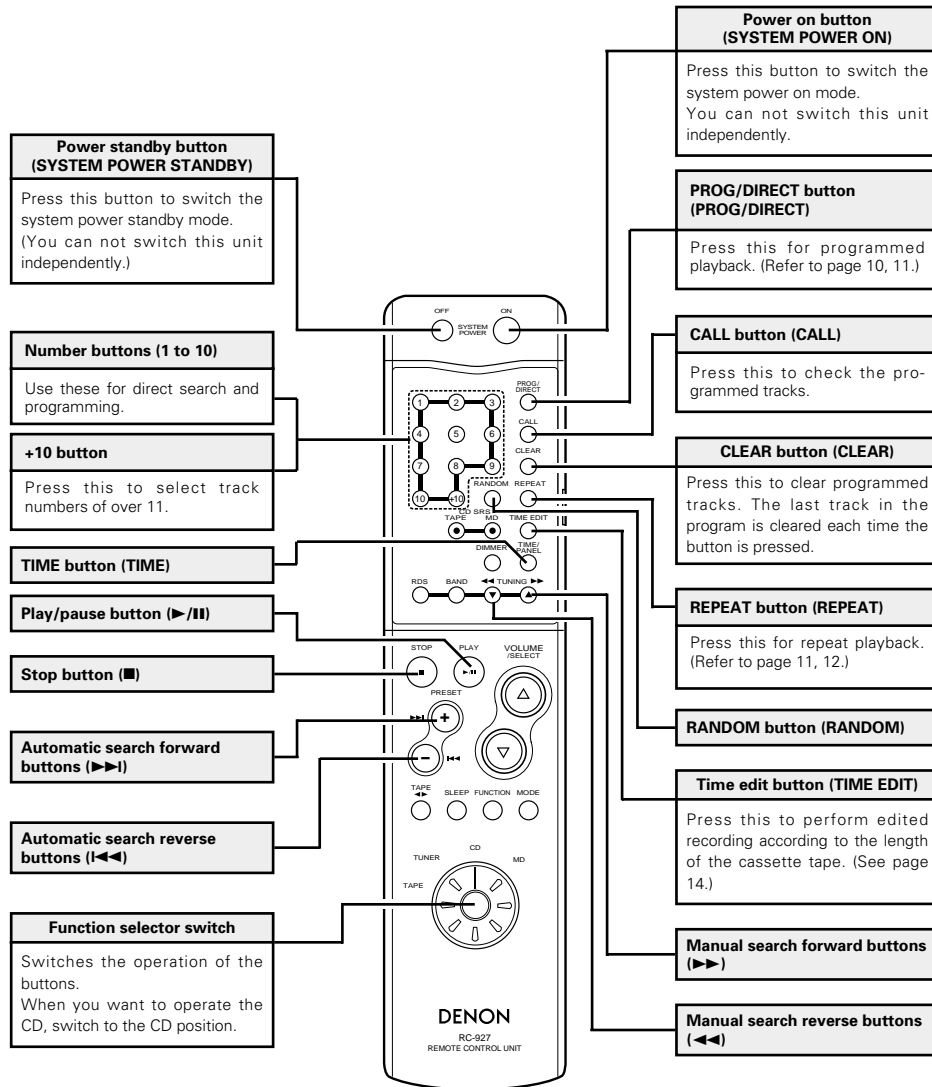 Power standby button
(SYSTEM POWER STANDBY)
Press this button to switch the
system power standby mode.
(You can not switch this unit
independently.)
Number buttons (1 to 10)
Use these for direct search and
programming.
+10 button
Press this to select track
numbers of over 11.
TIME button (TIME)
Play/pause button (►/II)
Stop button (■)
Automatic search forward
buttons (►►I)
Automatic search reverse
buttons (I◄◄)
Function selector switch
Switches the operation of the
buttons.
When you want to operate the
CD, switch to the CD position.
OFF
ON
SYSTEM
POWER
PROG/
DIRECT
1 2 3
CALL
4 5 6
CLEAR
7 8 9
RANDOM REPEAT
10 +10
CD SRS
TAPE MD TIME EDIT
DIMMER TIME/
PANEL
RDS BAND ◄◄ TUNING ►►
▼ ▲
STOP PLAY VOLUME
/SELECT
■ ►/II
△
PRESET
►►I +
− I◄◄
▽
TAPE
◄► SLEEP FUNCTION MODE
CD
TUNER MD
TAPE
DENON
RC-927
REMOTE CONTROL UNIT
Power on button
(SYSTEM POWER ON)
Press this button to switch the
system power on mode.
You can not switch this unit
independently.
PROG/DIRECT button
(PROG/DIRECT)
Press this for programmed
playback. (Refer to page 10, 11.)
CALL button (CALL)
Press this to check the pro-
grammed tracks.
CLEAR button (CLEAR)
Press this to clear programmed
tracks. The last track in the
program is cleared each time the
button is pressed.
REPEAT button (REPEAT)
Press this for repeat playback.
(Refer to page 11, 12.)
RANDOM button (RANDOM)
Time edit button (TIME EDIT)
Press this to perform edited
recording according to the length
of the cassette tape. (See page
14.)
Manual search forward buttons
(►►)
Manual search reverse buttons
(◄◄)